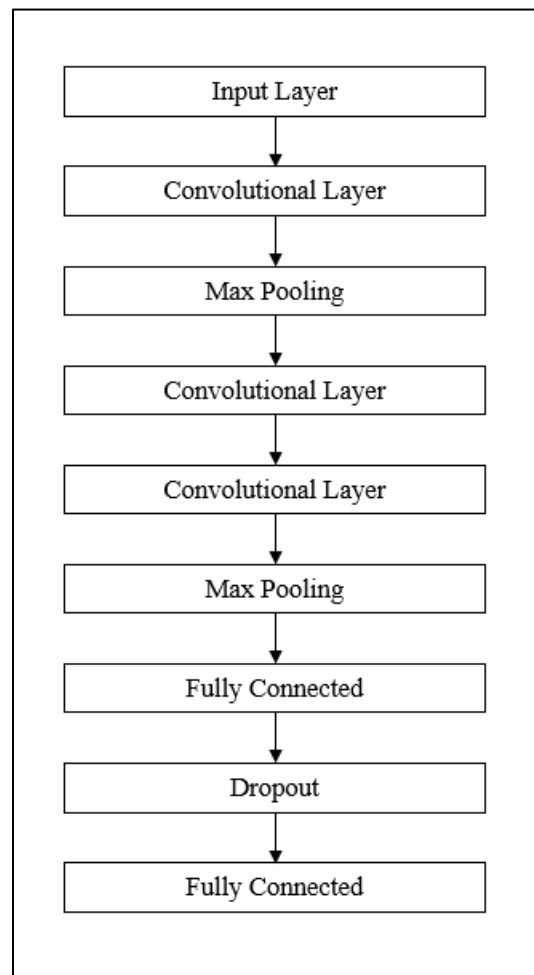 Input Layer
Convolutional Layer
Max Pooling
Convolutional Layer
Convolutional Layer
Max Pooling
Fully Connected
Dropout
Fully Connected